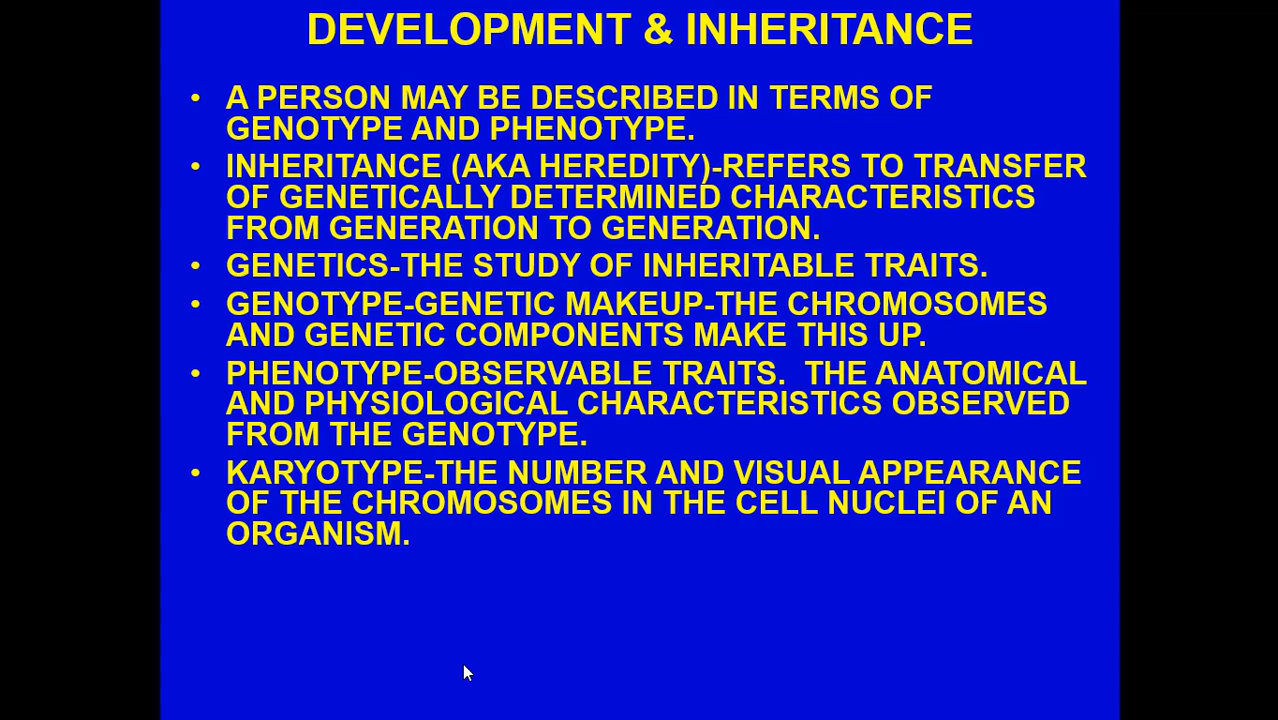 DEVELOPMENT & INHERITANCE
• A PERSON MAY BE DESCRIBED IN TERMS OF
GENOTYPE AND PHENOTYPE.
• INHERITANCE (AKA HEREDITY)-REFERS TO TRANSFER
OF GENETICALLY DETERMINED CHARACTERISTICS
FROM GENERATION TO GENERATION.
• GENETICS-THE STUDY OF INHERITABLE TRAITS.
• GENOTYPE-GENETIC MAKEUP-THE CHROMOSOMES
AND GENETIC COMPONENTS MAKE THIS UP.
• PHENOTYPE-OBSERVABLE TRAITS.  THE ANATOMICAL
AND PHYSIOLOGICAL CHARACTERISTICS OBSERVED
FROM THE GENOTYPE.
• KARYOTYPE-THE NUMBER AND VISUAL APPEARANCE
OF THE CHROMOSOMES IN THE CELL NUCLEI OF AN
ORGANISM.